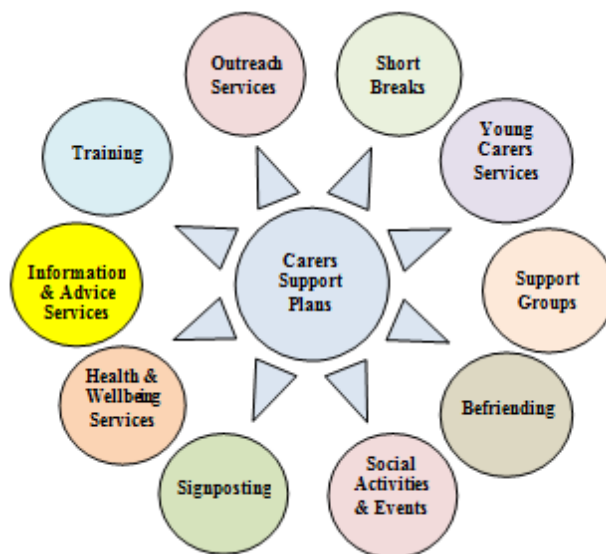 Outreach
Services
Short
Breaks
Training
Young
Carers
Services
Carers
Support
Plans
Information
& Advice
Services
Support
Groups
Health &
Wellbeing
Services
Befriending
Signposting
Social
Activities
& Events